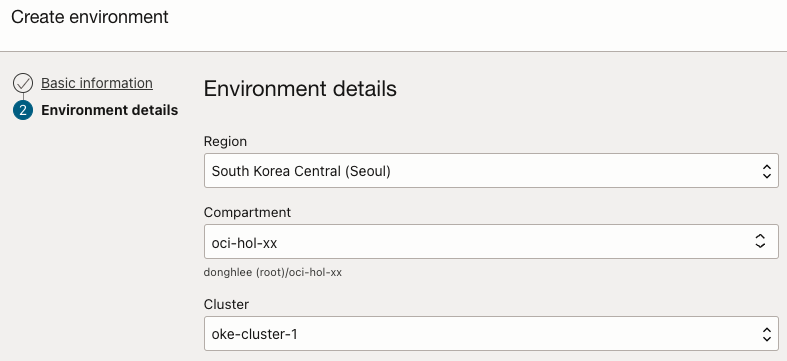 Create environment
Basic information
2 Environment details
Environment details
Region
South Korea Central (Seoul)
Compartment
oci-hol-xx
donghlee (root)/oci-hol-xx
Cluster
oke-cluster-1